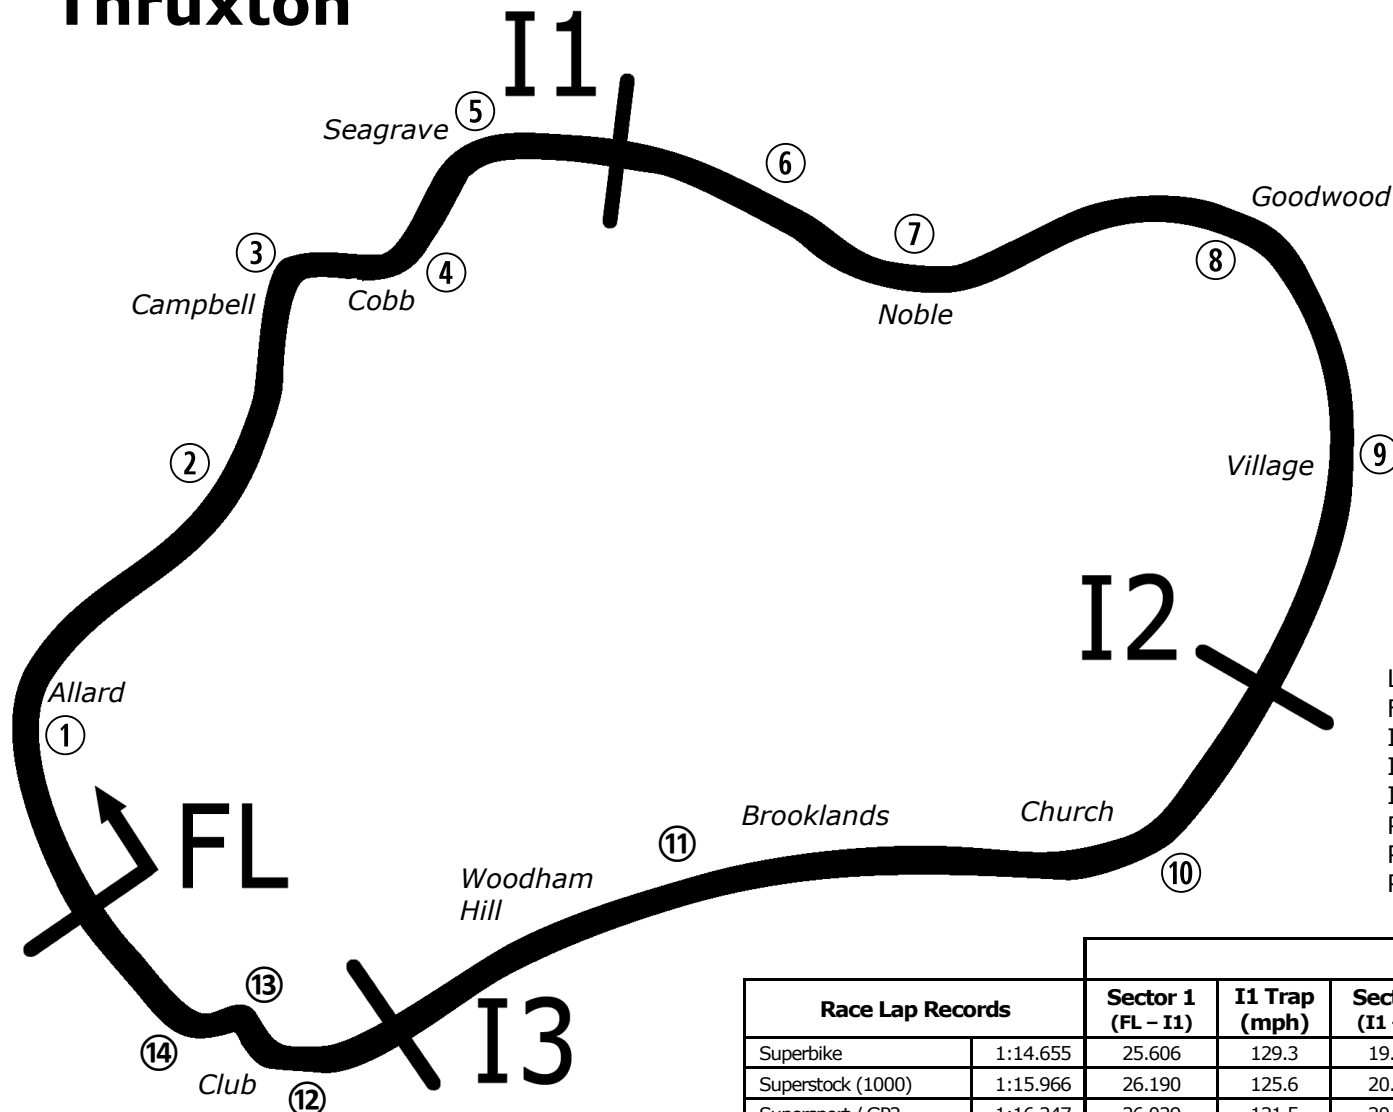 Thruxton
I1
Seagrave
5
6
Goodwood
3
7
8
4
Campbell
Cobb
Noble
2
Village
9
I2
Allard
1
FL
Brooklands
Church
11
10
Woodham
Hill
13
I3
14
Club
12
Race Lap Records
Sector 1
(FL – I1)
I1 Trap
(mph)
Superbike 1:14.655 25.606 129.3 19.
Superstock (1000) 1:15.966 26.190 125.6 20.